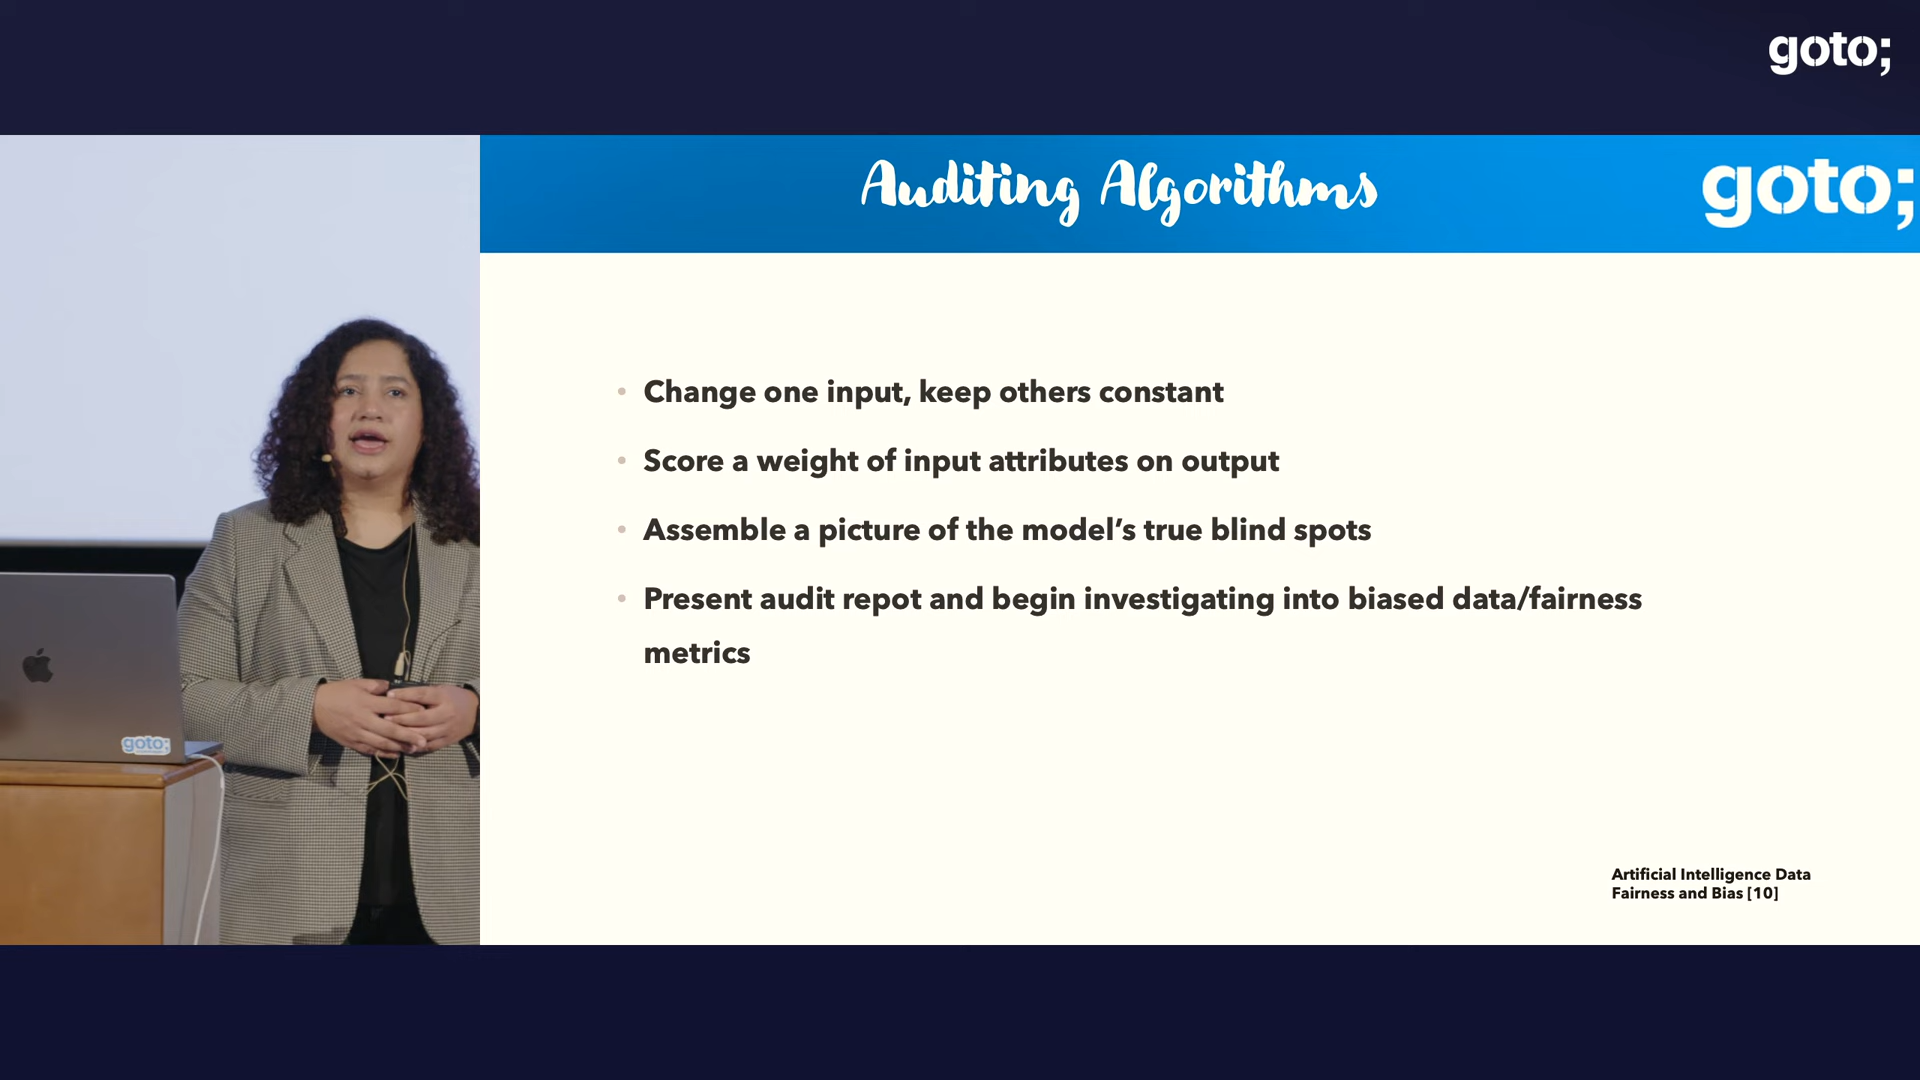 goto;
Auditing Algorithms
goto;
• Change one input, keep others constant
• Score a weight of input attributes on output
• Assemble a picture of the model’s true blind spots
• Present audit repot and begin investigating into biased data/fairness
metrics
goto;
Artificial Intelligence Data
Fairness and Bias [10]